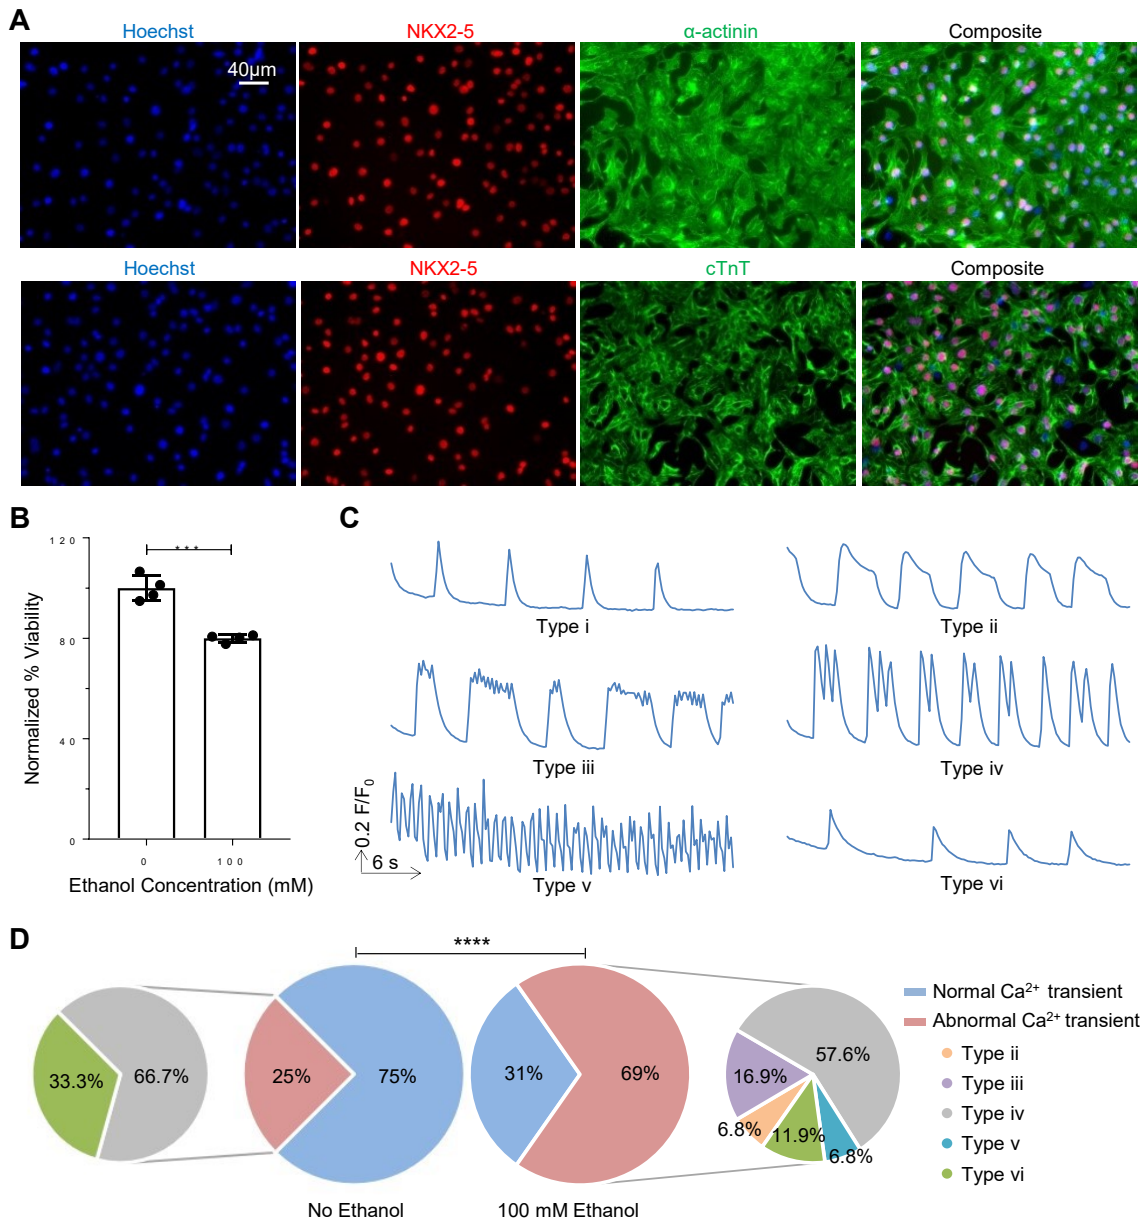 A
Hoechst
NKX2-5
α-actinin
Composite
40μm
Hoechst
NKX2-5
cTnT
Composite
B
120
80
40
0
Normalized % Viability
***
0
100
Ethanol Concentration (mM)
C
Type i
Type ii
Type iii
Type iv
0.2 F/F0
6 s
Type v
Type vi
D
****
33.3%
66.7%
25%
75%
31%
69%
57.6%
16.9%
6.8%
11.9%
6.8%
No Ethanol
100 mM Ethanol
Normal Ca2+ transient
Abnormal Ca2+ transient
Type ii
Type iii
Type iv
Type v
Type vi